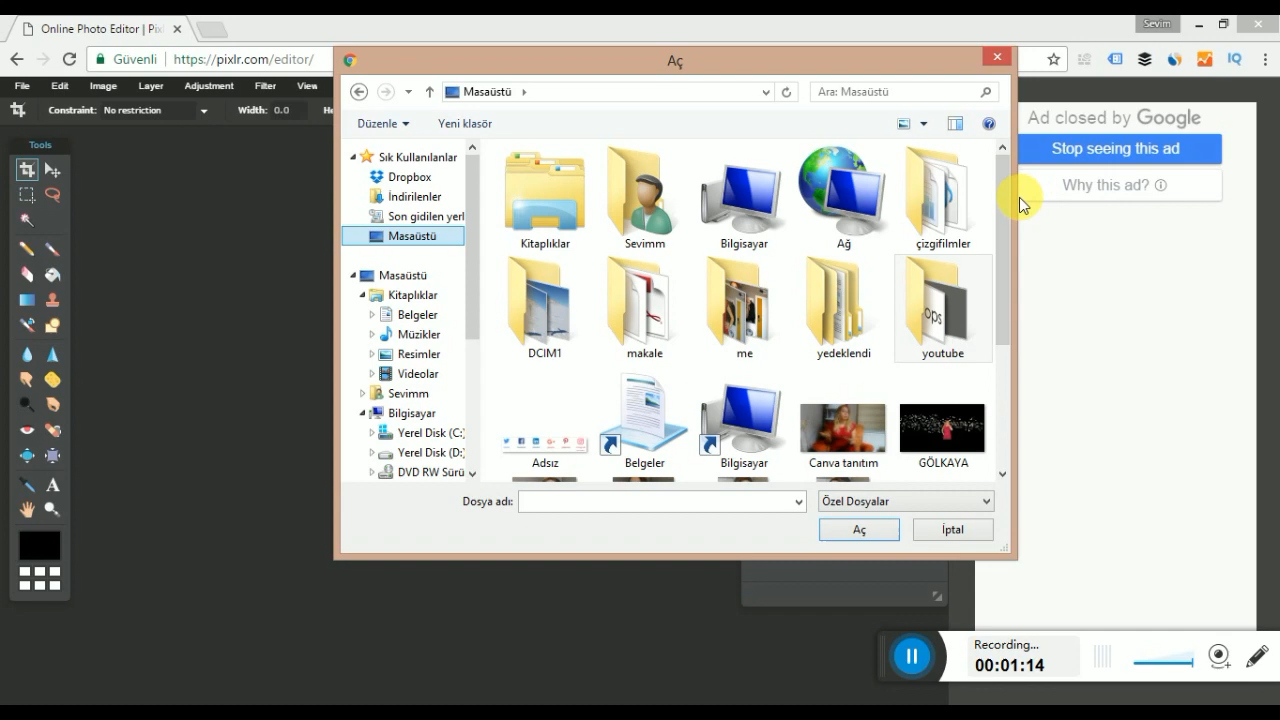 Online Photo Editor | Pix
Sevim
Güvenli
https://pixlr.com/editor/
File Edit Image Layer Adjustment Filter View
Constraint: No restriction Width: 0.0
Tools
A
Aç
Masaüstü
Ara: Masaüstü
Düzenle Yeni klasör
Sık Kullanılanlar
Dropbox
İndirilenler
Son gidilen yerl
Masaüstü
Masaüstü
Kitaplıklar
Belgeler
Müzikler
Resimler
Videolar
Sevimm
Bilgisayar
Yerel Disk (C:)
Yerel Disk (D:)
DVD RW Sürü
Kitaplıklar Sevimm Bilgisayar Ağ çizgifilmler
ops
DCIM1 makale me yedeklendi youtube
Adsız Belgeler Bilgisayar Canva tanıtım GÖLKAYA
Dosya adı:
Özel Dosyalar
Aç İptal
Ad closed by Google
Stop seeing this ad
Why this ad?
Recording...
00:01:14